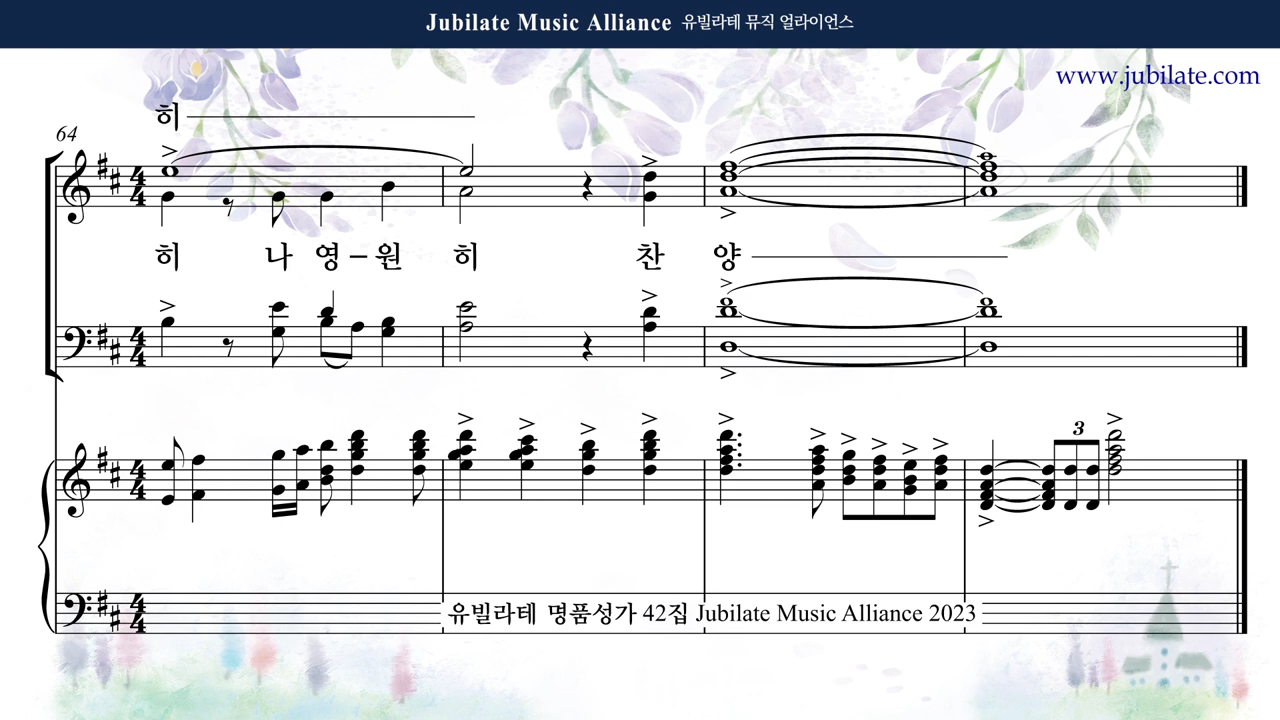 Jubilate Music Alliance 유빌라테 뮤직 얼라이언스
www.jubilate.com
히
64
히 나 영 – 원 히 찬 양
3
유빌라테 명품성가 42집 Jubilate Music Alliance 2023